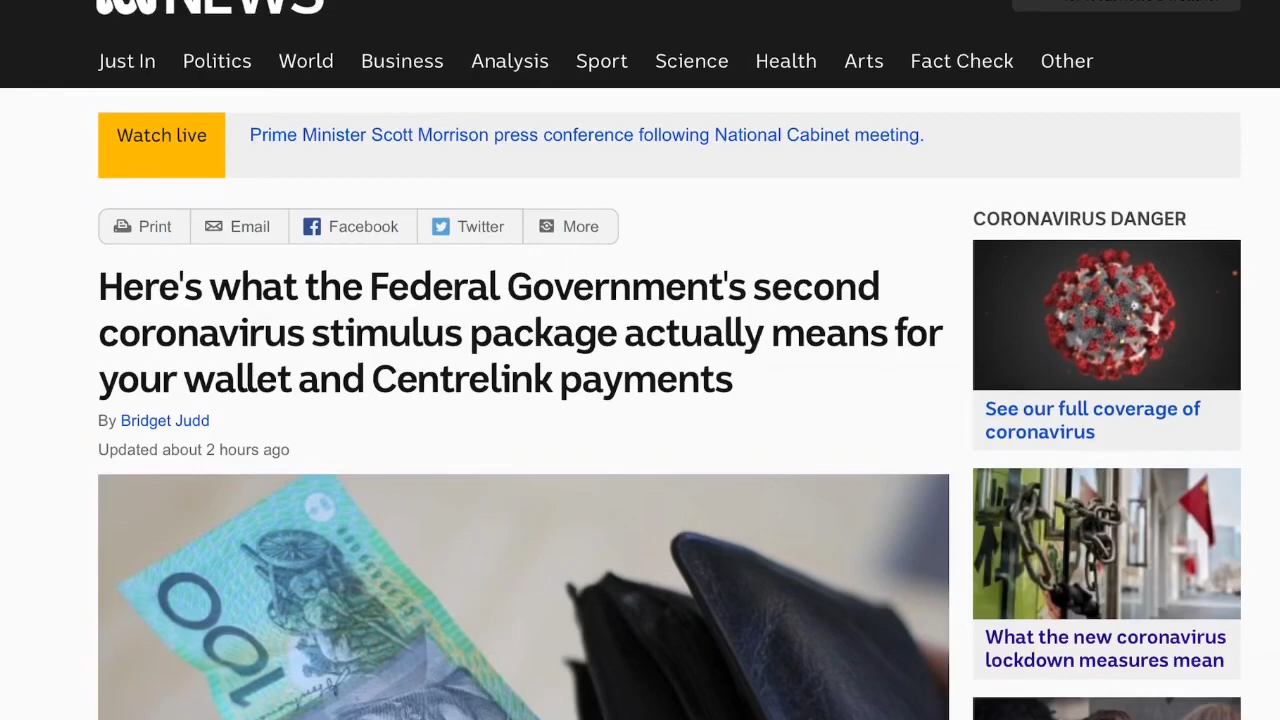 NEWS
Just In Politics World Business Analysis Sport Science Health Arts Fact Check Other
Watch live Prime Minister Scott Morrison press conference following National Cabinet meeting.
Print Email Facebook Twitter More
Here's what the Federal Government's second
coronavirus stimulus package actually means for
your wallet and Centrelink payments
By Bridget Judd
Updated about 2 hours ago
100
CORONAVIRUS DANGER
See our full coverage of
coronavirus
What the new coronavirus
lockdown measures mean